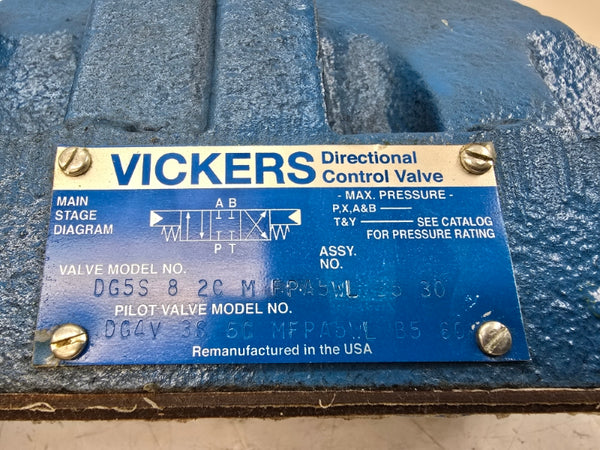 VICKERS Directional Control Valve
MAIN STAGE DIAGRAM
A B
P T
- MAX. PRESSURE -
P,X,A&B
T&Y SEE CATALOG
FOR PRESSURE RATING
ASSY. NO.
VALVE MODEL NO.
DG5S 8 2C M FPA5WL B5 30
PILOT VALVE MODEL NO.
DG4V 3S 6C MFPA5WL B5 60
Remanufactured in the USA